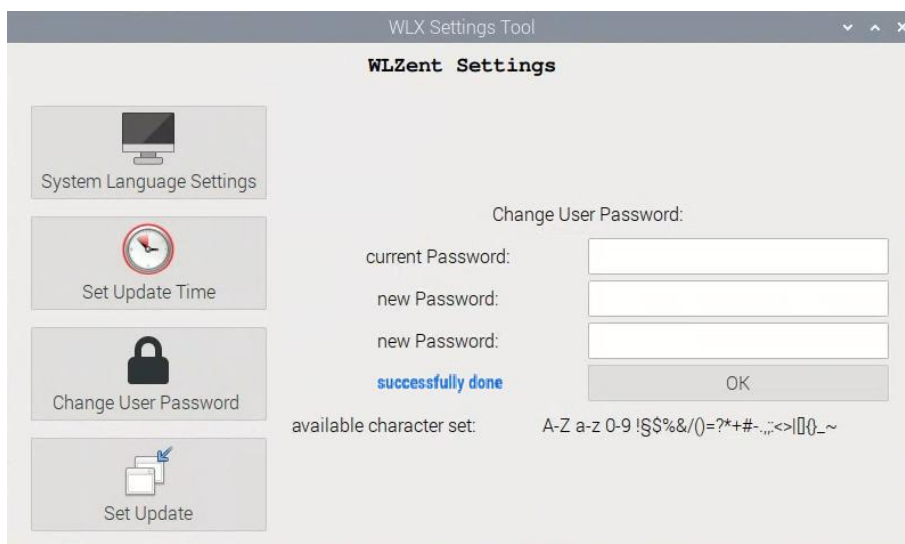 WLX Settings Tool
WLZent Settings
System Language Settings
Set Update Time
Change User Password
Set Update
Change User Password:
current Password:
new Password:
new Password:
successfully done
OK
available character set: A-Z a-z 0-9 !§$%&/()=?*+#-.,;:<>|[]{}_~